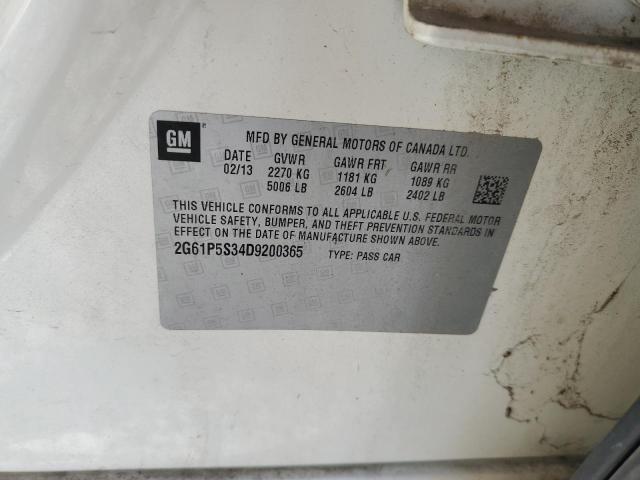 GM
MFD BY GENERAL MOTORS OF CANADA LTD.
DATE GVWR GAWR FRT GAWR RR
02/13 2270 KG 1181 KG 1089 KG
5006 LB 2604 LB 2402 LB
THIS VEHICLE CONFORMS TO ALL APPLICABLE U.S. FEDERAL MOTOR
VEHICLE SAFETY, BUMPER, AND THEFT PREVENTION STANDARDS IN
EFFECT ON THE DATE OF MANUFACTURE SHOWN ABOVE.
2G61P5S34D9200365 TYPE: PASS CAR